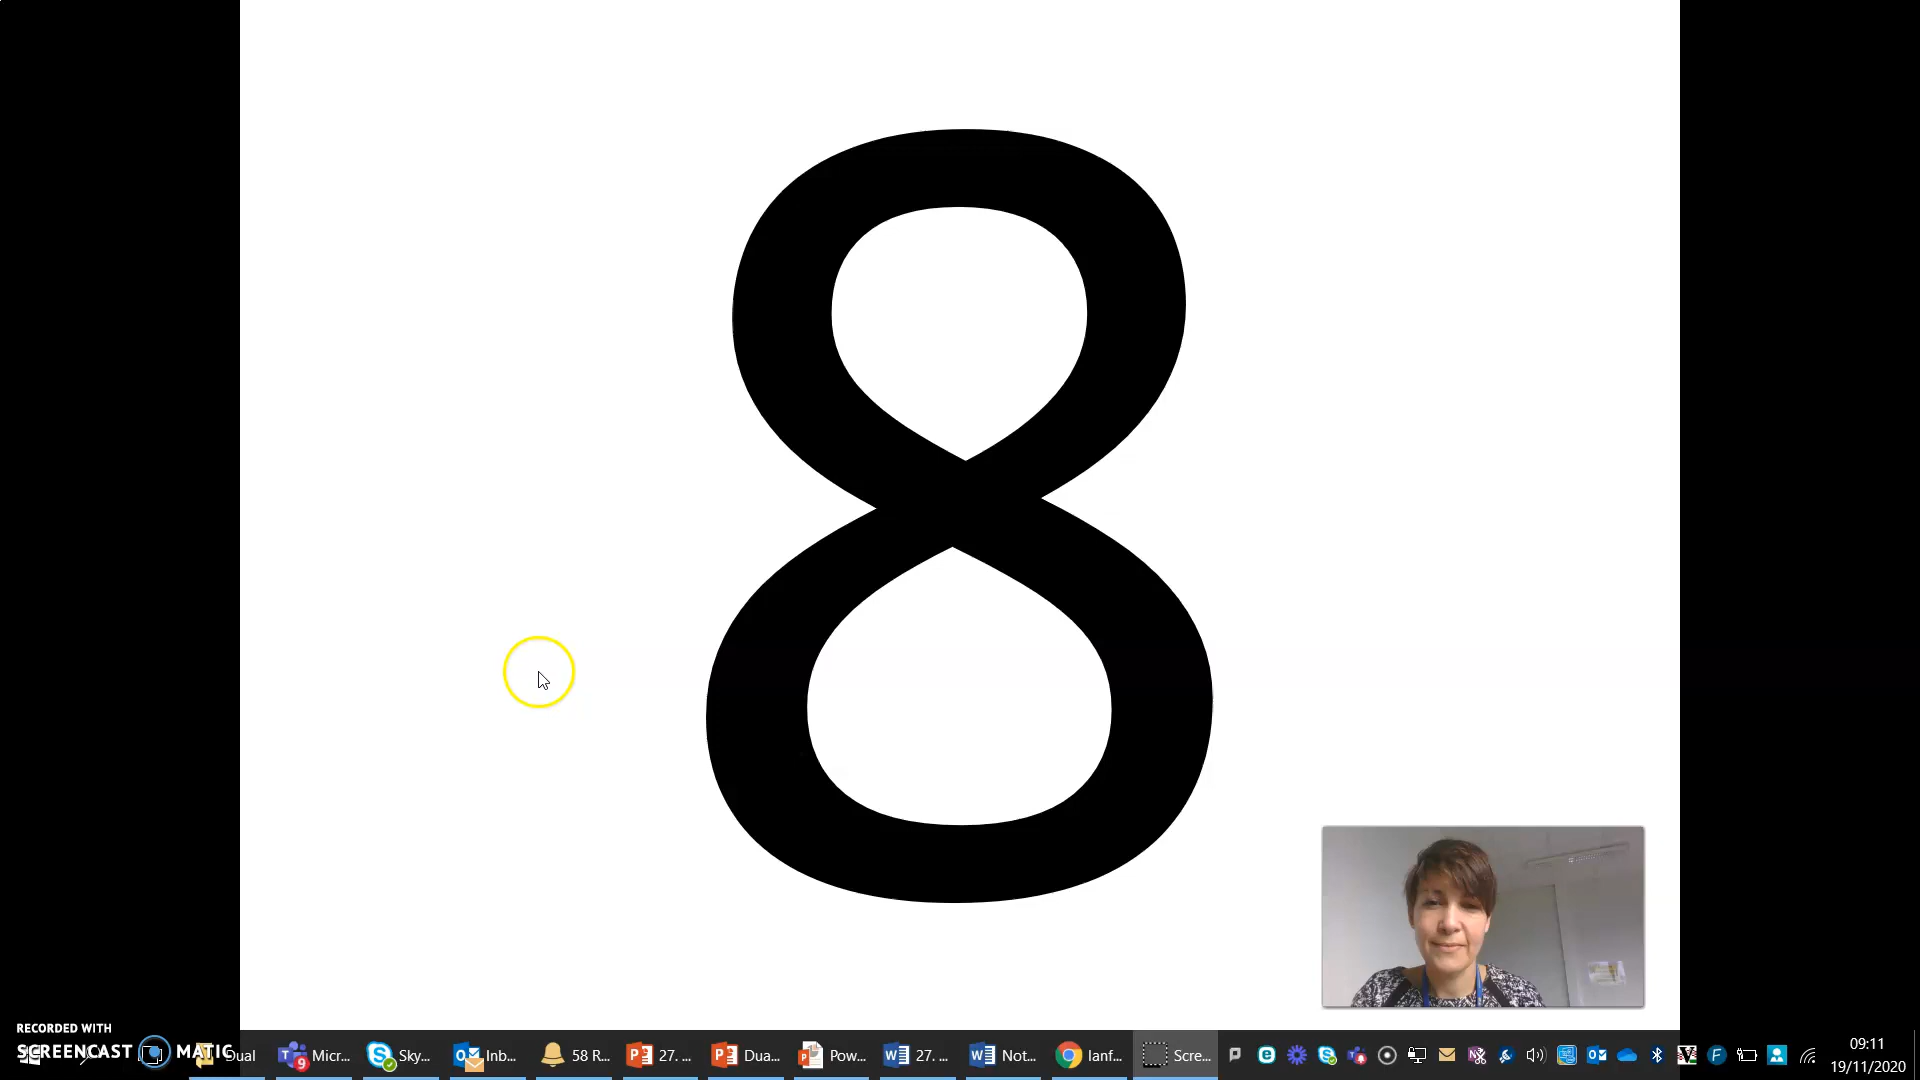 8
RECORDED WITH
SCREENCAST MATIC
Dual
Micr...
Sky...
Inb...
58 R...
27. ...
Dua...
Pow...
27. ...
Not...
Ianf...
Scre...
09:11
19/11/2020